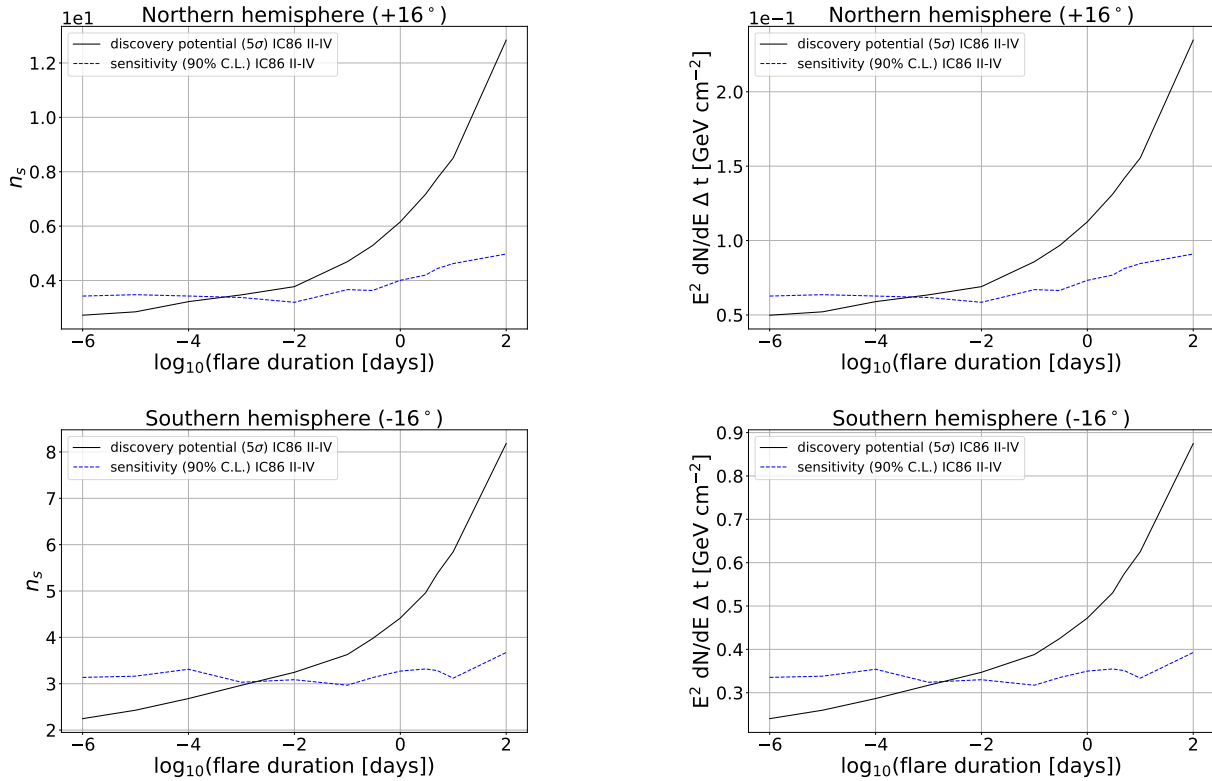 Northern hemisphere (+16°)
1e1
discovery potential (5σ) IC86 II-IV
sensitivity (90% C.L.) IC86 II-IV
1.2
1.0
0.8
0.6
0.4
n_s
−6 −4 −2 0 2
log₁₀(flare duration [days])
Northern hemisphere (+16°)
1e−1
discovery potential (5σ) IC86 II-IV
sensitivity (90% C.L.) IC86 II-IV
2.0
1.5
1.0
0.5
E² dN/dE Δ t [GeV cm⁻²]
−6 −4 −2 0 2
log₁₀(flare duration [days])
Southern hemisphere (-16°)
discovery potential (5σ) IC86 II-IV
sensitivity (90% C.L.) IC86 II-IV
8
7
6
5
4
3
2
n_s
−6 −4 −2 0 2
log₁₀(flare duration [days])
Southern hemisphere (-16°)
discovery potential (5σ) IC86 II-IV
sensitivity (90% C.L.) IC86 II-IV
0.9
0.8
0.7
0.6
0.5
0.4
0.3
E² dN/dE Δ t [GeV cm⁻²]
−6 −4 −2 0 2
log₁₀(flare duration [days])